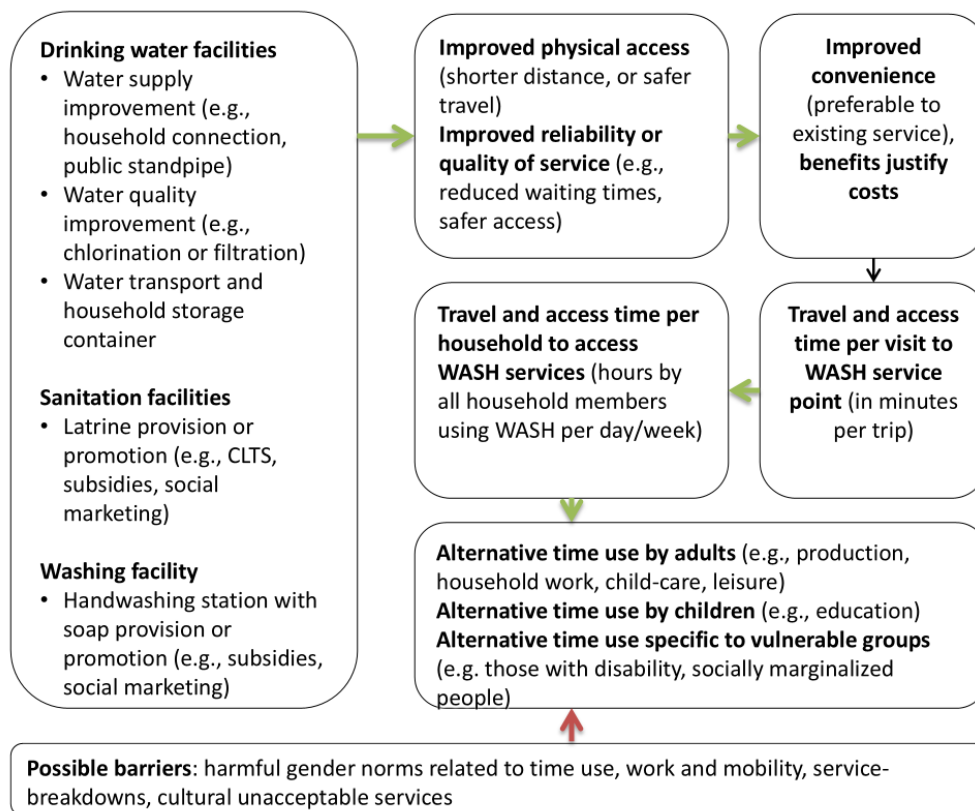 Drinking water facilities
• Water supply
improvement (e.g.,
household connection,
public standpipe)
• Water quality
improvement (e.g.,
chlorination or filtration)
• Water transport and
household storage
container
Sanitation facilities
• Latrine provision or
promotion (e.g., CLTS,
subsidies, social
marketing)
Washing facility
• Handwashing station with
soap provision or
promotion (e.g., subsidies,
social marketing)
Improved physical access
(shorter distance, or safer
travel)
Improved reliability or
quality of service (e.g.,
reduced waiting times,
safer access)
Improved
convenience
(preferable to
existing service),
benefits justify
costs
Travel and access
time per visit to
WASH service
point (in minutes
per trip)
Travel and access time per
household to access
WASH services (hours by
all household members
using WASH per day/week)
Alternative time use by adults (e.g., production,
household work, child-care, leisure)
Alternative time use by children (e.g., education)
Alternative time use specific to vulnerable groups
(e.g. those with disability, socially marginalized
people)
Possible barriers: harmful gender norms related to time use, work and mobility, service-
breakdowns, cultural unacceptable services